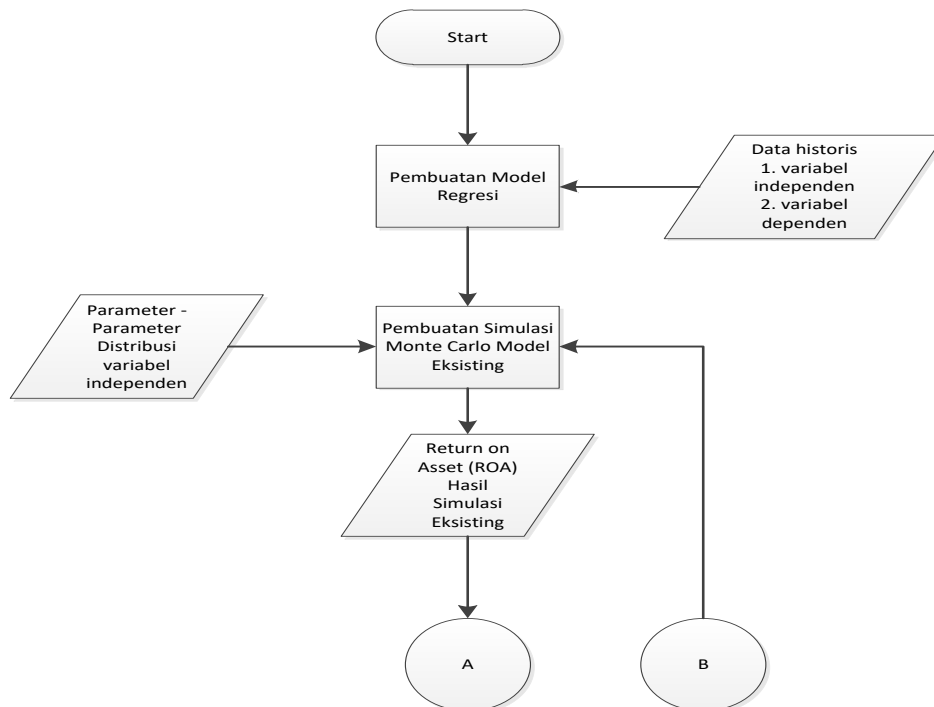 Start
Pembuatan Model
Regresi
Data historis
1. variabel
independen
2. variabel
dependen
Parameter -
Parameter
Distribusi
variabel
independen
Pembuatan Simulasi
Monte Carlo Model
Eksisting
Return on
Asset (ROA)
Hasil
Simulasi
Eksisting
A
B